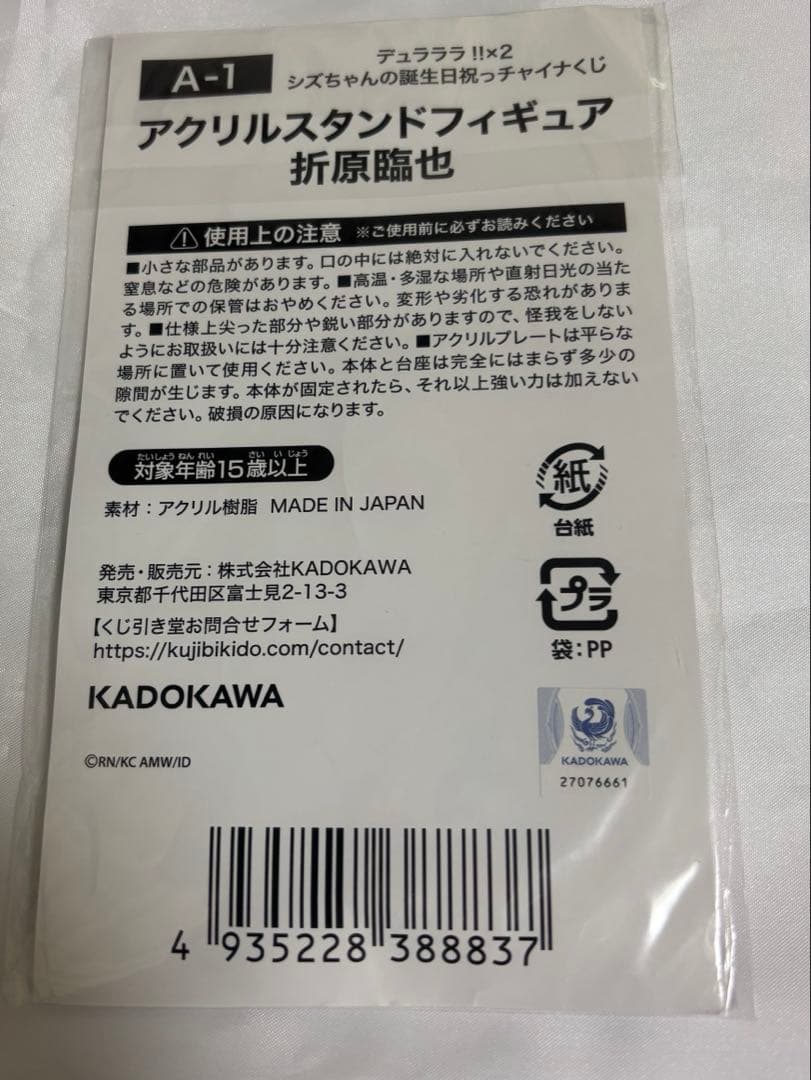 A-1
デュラララ!!×2
シズちゃんの誕生日祝っチャイナくじ
アクリルスタンドフィギュア
折原臨也
使用上の注意 ※ご使用前に必ずお読みください
■小さな部品があります。口の中には絶対に入れないでください。
窒息などの危険があります。■高温・多湿な場所や直射日光の当た
る場所での保管はおやめください。変形や劣化する恐れがありま
す。■仕様上尖った部分や鋭い部分がありますので、怪我をしない
ようにお取扱いには十分注意ください。■アクリルプレートは平らな
場所に置いて使用ください。本体と台座は完全にはまらず多少の
隙間が生じます。本体が固定されたら、それ以上強い力は加えない
でください。破損の原因になります。
たいしょうねんれい さいいじょう
対象年齢15歳以上
素材：アクリル樹脂 MADE IN JAPAN
紙
台紙
発売・販売元：株式会社KADOKAWA
東京都千代田区富士見2-13-3
プラ
袋：PP
【くじ引き堂お問合せフォーム】
https://kujibikido.com/contact/
KADOKAWA
KADOKAWA
27076661
©RN/KC AMW/ID
4 935228 388837